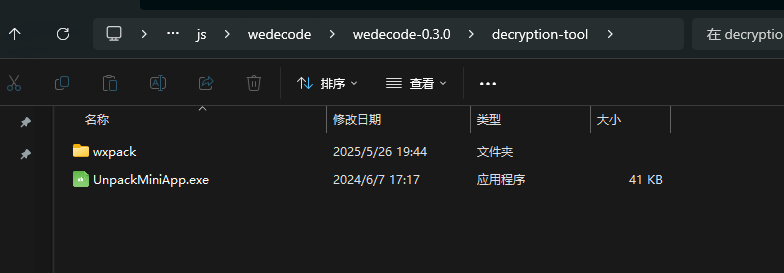 js wedecode wedecode-0.3.0 decryption-tool 在 decryptio
排序 查看
名称 修改日期 类型 大小
wxpack 2025/5/26 19:44 文件夹
UnpackMiniApp.exe 2024/6/7 17:17 应用程序 41 KB